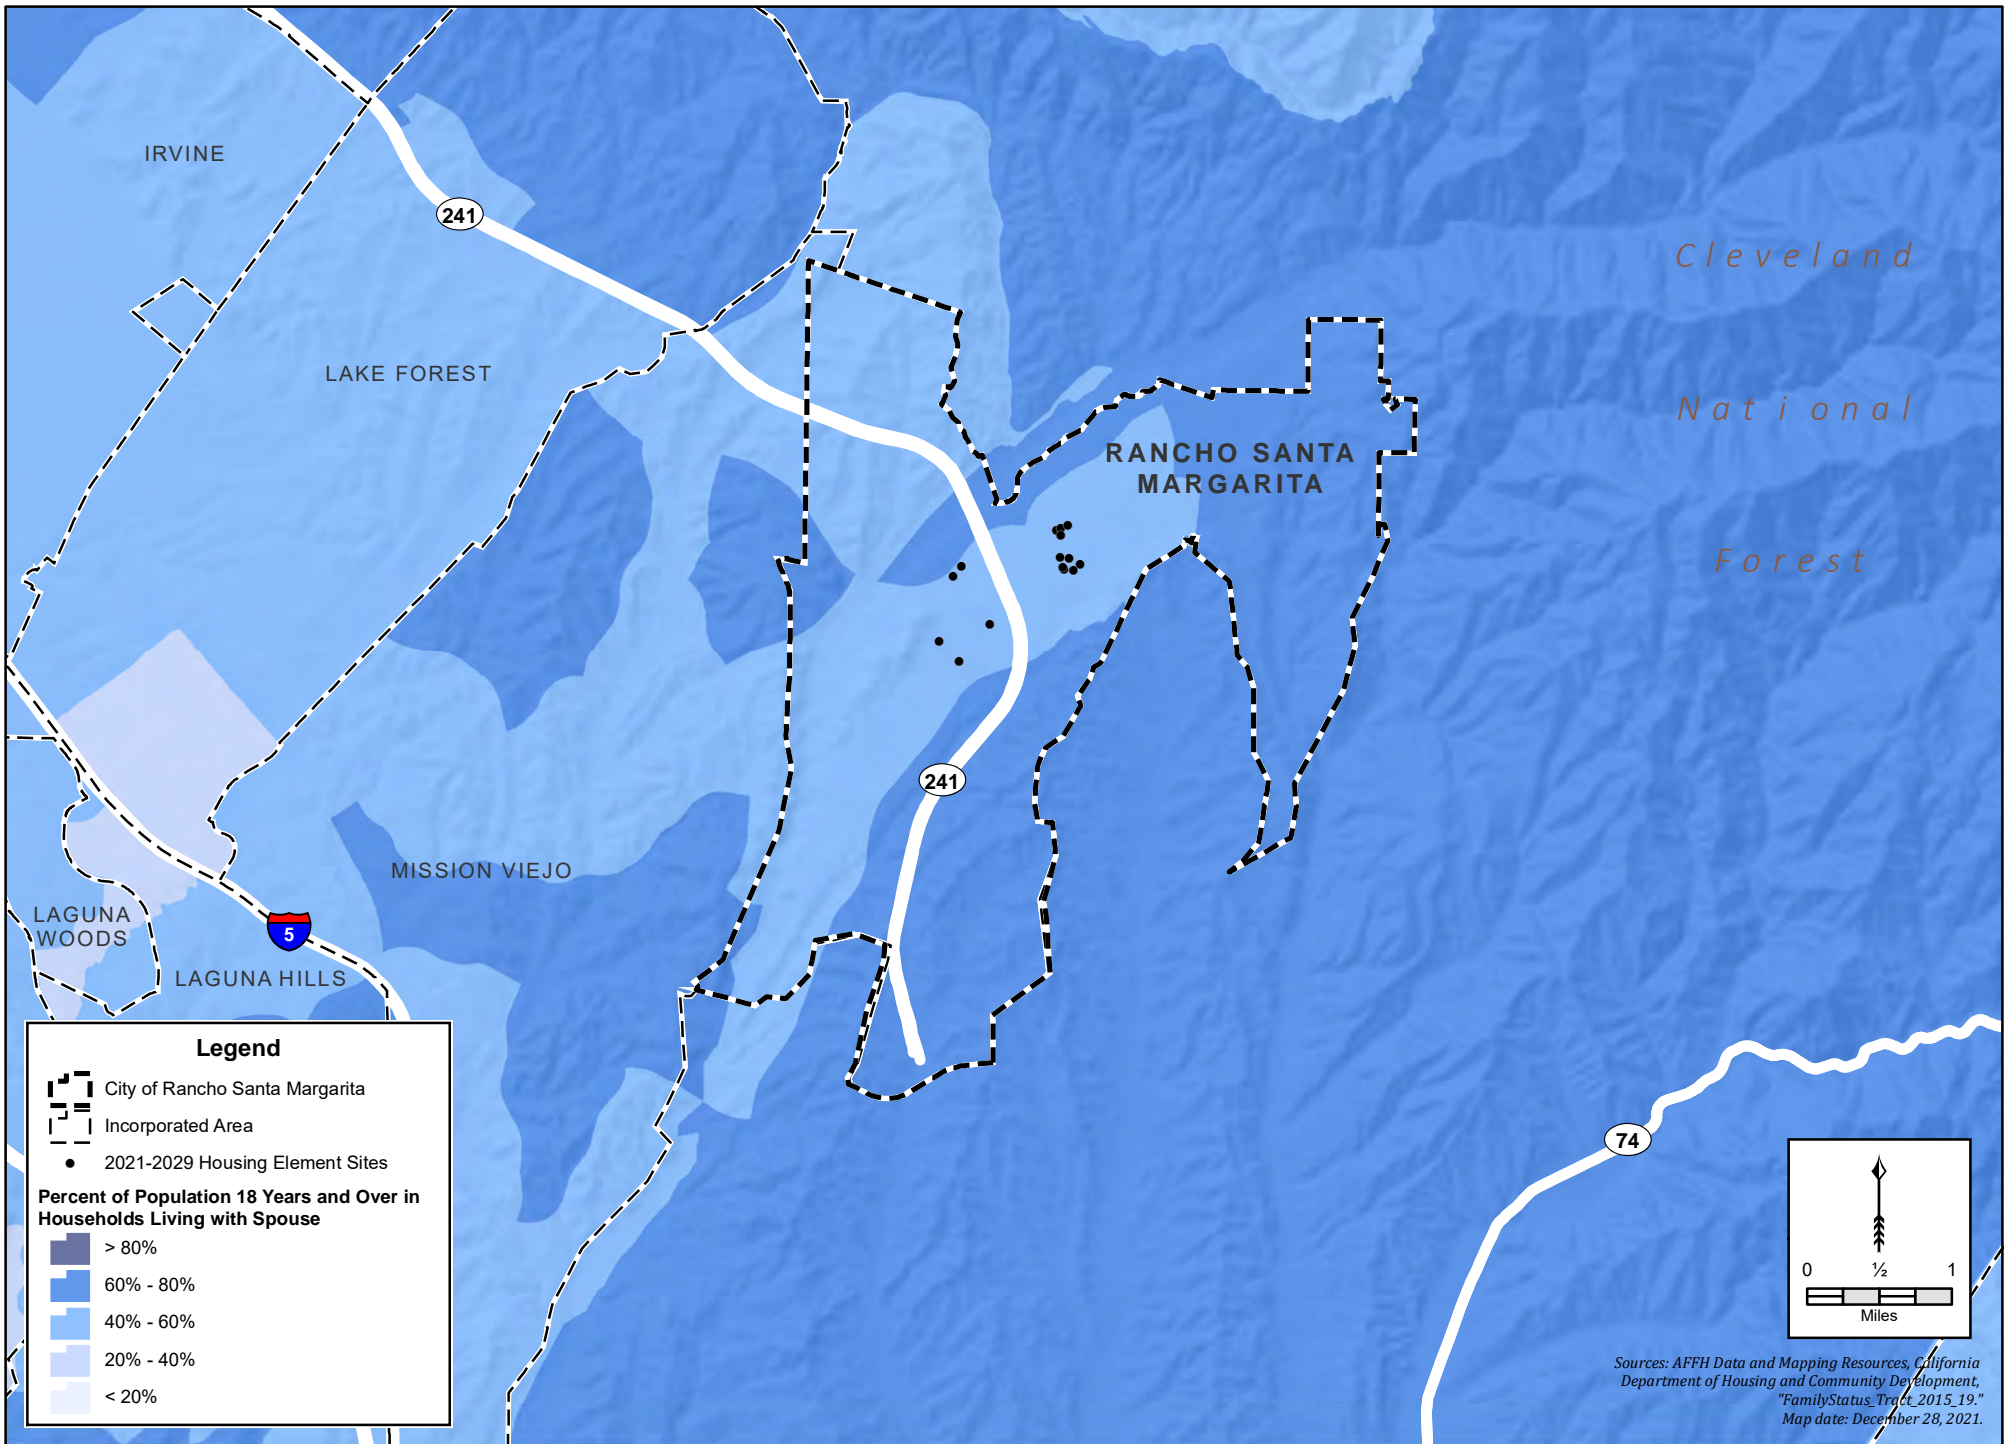 IRVINE
241
Cleveland
LAKE FOREST
National
RANCHO SANTA
MARGARITA
Forest
241
MISSION VIEJO
LAGUNA
WOODS
5
LAGUNA HILLS
74
Legend
City of Rancho Santa Margarita
Incorporated Area
2021-2029 Housing Element Sites
Percent of Population 18 Years and Over in
Households Living with Spouse
> 80%
60% - 80%
40% - 60%
20% - 40%
< 20%
0 ½ 1
Miles
Sources: AFFH Data and Mapping Resources, California
Department of Housing and Community Development,
"FamilyStatus_Tract_2015_19."
Map date: December 28, 2021.